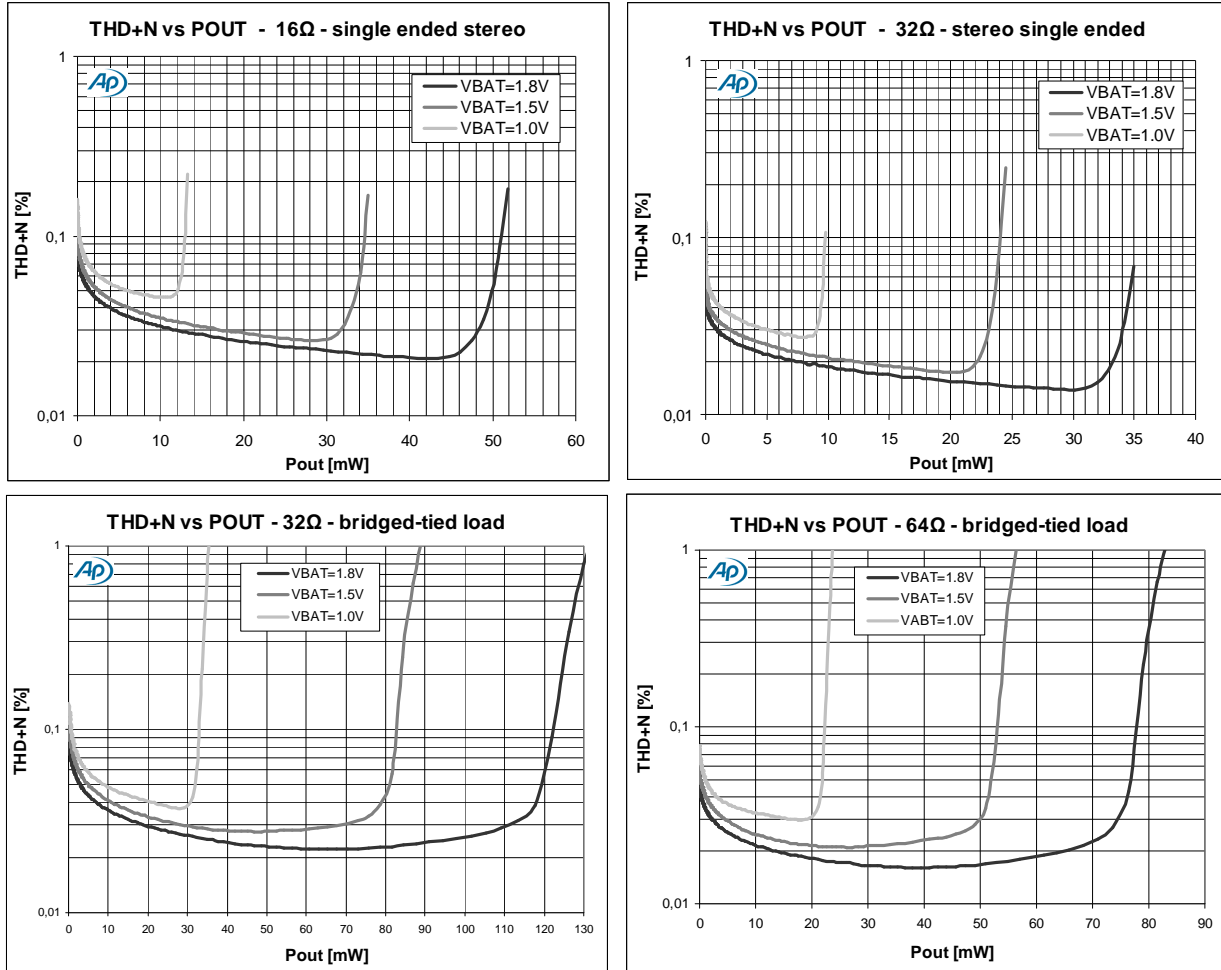 THD+N vs POUT - 16Ω - single ended stereo
Ap
VBAT=1.8V
VBAT=1.5V
VBAT=1.0V
THD+N [%]
1
0,1
0,01
0 10 20 30 40 50 60
Pout [mW]
THD+N vs POUT - 32Ω - stereo single ended
Ap
VBAT=1.8V
VBAT=1.5V
VBAT=1.0V
THD+N [%]
1
0,1
0,01
0 5 10 15 20 25 30 35 40
Pout [mW]
THD+N vs POUT - 32Ω - bridged-tied load
Ap
VBAT=1.8V
VBAT=1.5V
VBAT=1.0V
THD+N [%]
1
0,1
0,01
0 10 20 30 40 50 60 70 80 90 100 110 120 130
Pout [mW]
THD+N vs POUT - 64Ω - bridged-tied load
Ap
VBAT=1.8V
VBAT=1.5V
VABT=1.0V
THD+N [%]
1
0,1
0,01
0 10 20 30 40 50 60 70 80 90
Pout [mW]